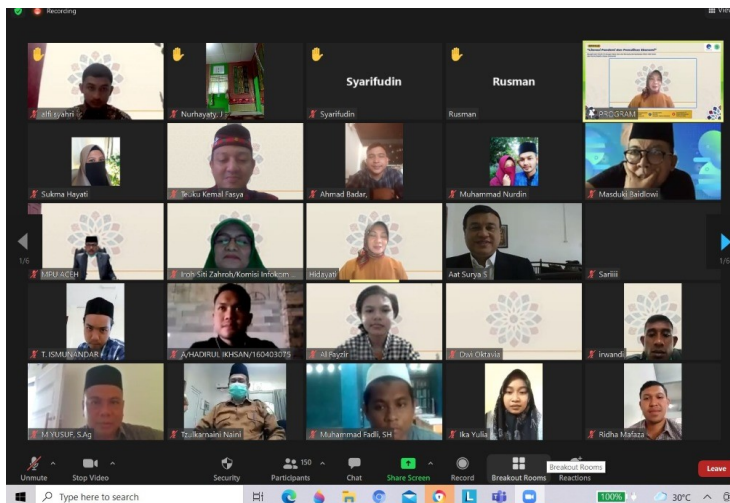 Recording
View
alfi syahri
Nurhayaty, J
Syarifudin
Syarifudin
Rusman
Rusman
PROGRAM
Sukma Hayati
Teuku Kemal Fasya
Ahmad Badar,
Muhammad Nurdin
Masduki Baidlowi
1/6
MPU ACEH
Iroh Siti Zahroh/Komisi Infokom ...
Hidayati
Aat Surya S
Sariiii
1/6
T. ISMUNANDAR
A/HADIRUL IKHSAN/160403075
Ali Fayzir
Dwi Oktavia
irwandi
M YUSUF, S.Ag
Tzulkarnaini Naini
Muhammad Fadli, SH
Ika Yulia
Ridha Mafaza
Unmute
Stop Video
Security
150
Participants
Chat
Share Screen
Record
Breakout Rooms
Breakout Rooms
Reactions
Leave
Type here to search
100%
30°C